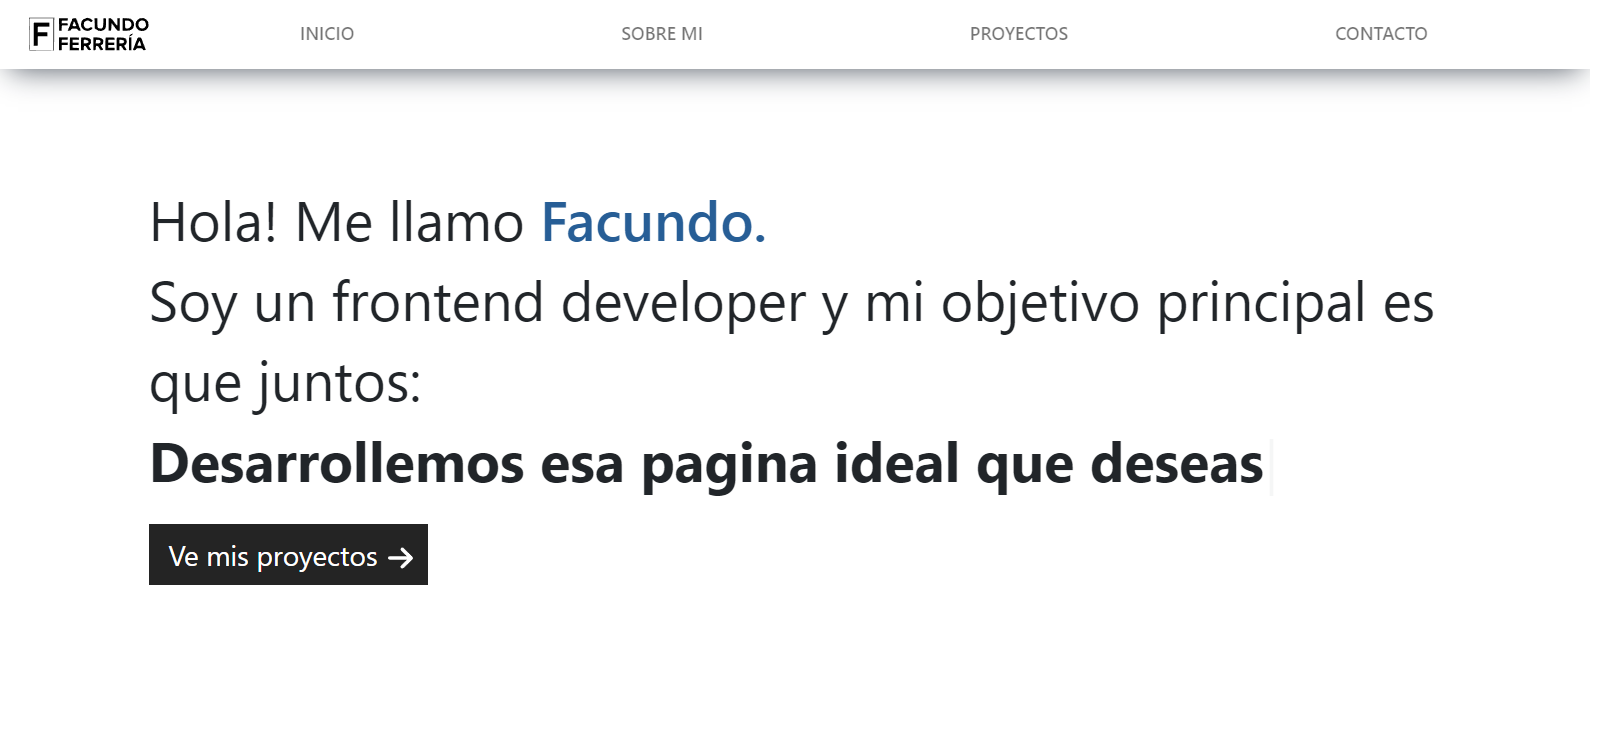 F FACUNDO
FERRERÍA
INICIO
SOBRE MI
PROYECTOS
CONTACTO
Hola! Me llamo Facundo.
Soy un frontend developer y mi objetivo principal es
que juntos:
Desarrollemos esa pagina ideal que deseas
Ve mis proyectos →